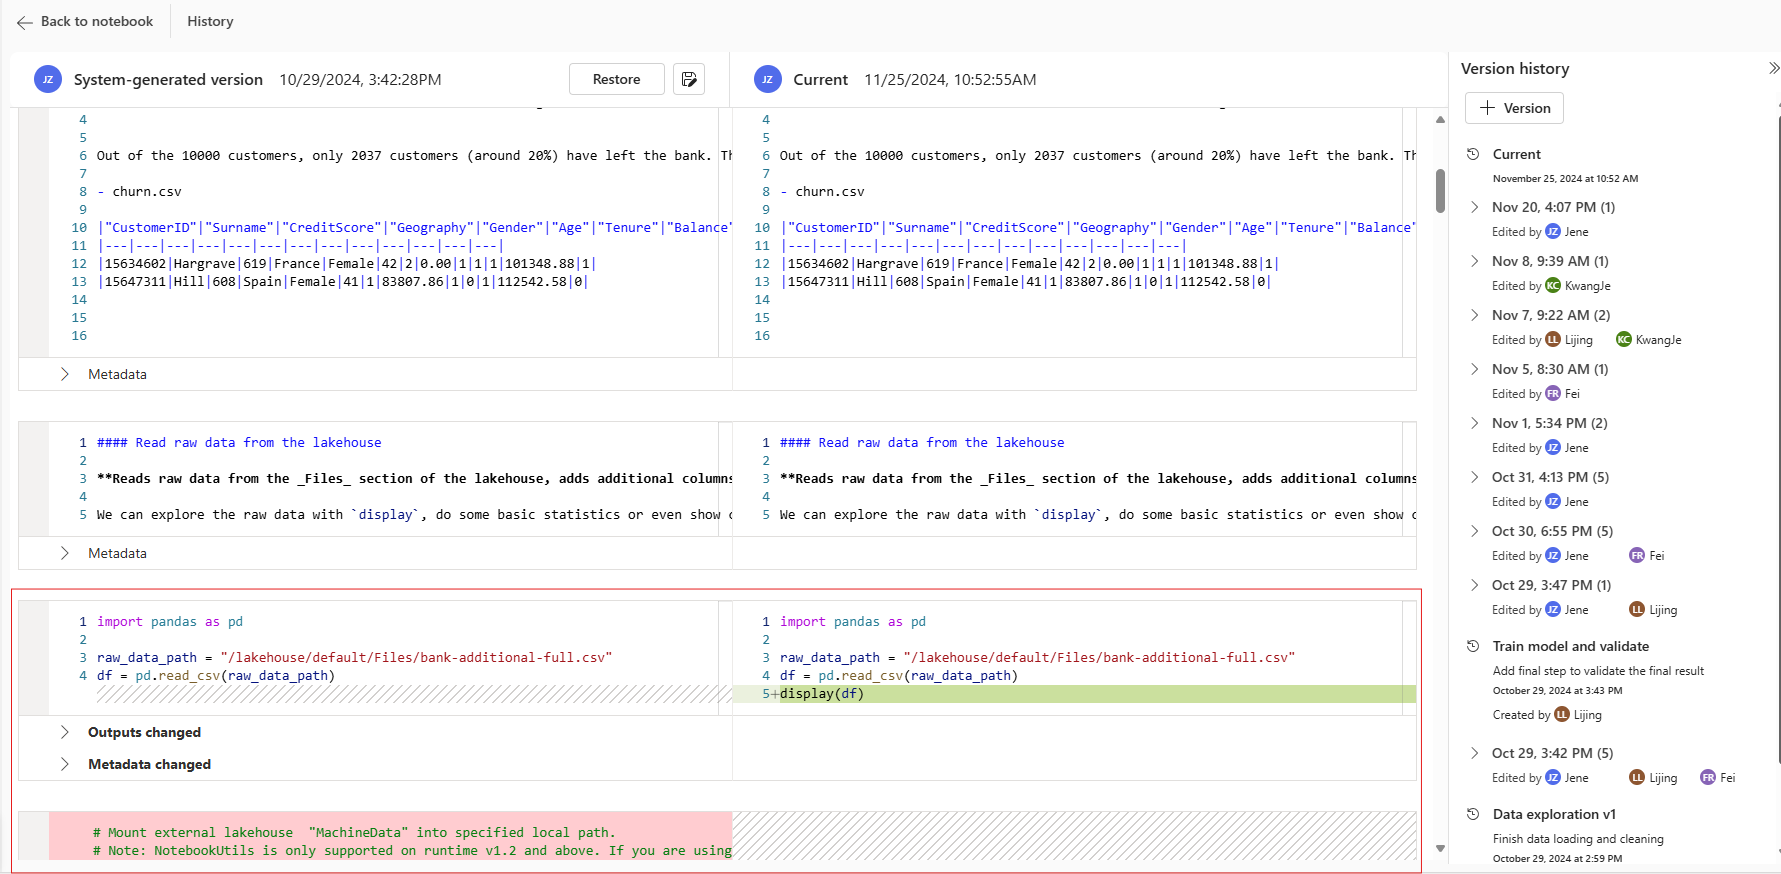 Back to notebook
History
JZ System-generated version 10/29/2024, 3:42:28PM
Restore
JZ Current 11/25/2024, 10:52:55AM
4
5
6 Out of the 10000 customers, only 2037 customers (around 20%) have left the bank. Th
7
8 - churn.csv
9
10 |"CustomerID"|"Surname"|"CreditScore"|"Geography"|"Gender"|"Age"|"Tenure"|"Balance"
11 |---|---|---|---|---|---|---|---|---|---|---|---|---|
12 |15634602|Hargrave|619|France|Female|42|2|0.00|1|1|1|101348.88|1|
13 |15647311|Hill|608|Spain|Female|41|1|83807.86|1|0|1|112542.58|0|
14
15
16
4
5
6 Out of the 10000 customers, only 2037 customers (around 20%) have left the bank. Th
7
8 - churn.csv
9
10 |"CustomerID"|"Surname"|"CreditScore"|"Geography"|"Gender"|"Age"|"Tenure"|"Balance"
11 |---|---|---|---|---|---|---|---|---|---|---|---|---|
12 |15634602|Hargrave|619|France|Female|42|2|0.00|1|1|1|101348.88|1|
13 |15647311|Hill|608|Spain|Female|41|1|83807.86|1|0|1|112542.58|0|
14
15
16
Metadata
1 #### Read raw data from the lakehouse
2
3 **Reads raw data from the _Files_ section of the lakehouse, adds additional columns
4
5 We can explore the raw data with `display`, do some basic statistics or even show c
1 #### Read raw data from the lakehouse
2
3 **Reads raw data from the _Files_ section of the lakehouse, adds additional columns
4
5 We can explore the raw data with `display`, do some basic statistics or even show c
Metadata
1 import pandas as pd
2
3 raw_data_path = "/lakehouse/default/Files/bank-additional-full.csv"
4 df = pd.read_csv(raw_data_path)
1 import pandas as pd
2
3 raw_data_path = "/lakehouse/default/Files/bank-additional-full.csv"
4 df = pd.read_csv(raw_data_path)
5+display(df)
Outputs changed
Metadata changed
# Mount external lakehouse  "MachineData" into specified local path.
# Note: NotebookUtils is only supported on runtime v1.2 and above. If you are using
Version history
Version
Current
November 25, 2024 at 10:52 AM
Nov 20, 4:07 PM (1)
Edited by JZ Jene
Nov 8, 9:39 AM (1)
Edited by KC KwangJe
Nov 7, 9:22 AM (2)
Edited by LL Lijing KC KwangJe
Nov 5, 8:30 AM (1)
Edited by FR Fei
Nov 1, 5:34 PM (2)
Edited by JZ Jene
Oct 31, 4:13 PM (5)
Edited by JZ Jene
Oct 30, 6:55 PM (5)
Edited by JZ Jene FR Fei
Oct 29, 3:47 PM (1)
Edited by JZ Jene LL Lijing
Train model and validate
Add final step to validate the final result
October 29, 2024 at 3:43 PM
Created by LL Lijing
Oct 29, 3:42 PM (5)
Edited by JZ Jene LL Lijing FR Fei
Data exploration v1
Finish data loading and cleaning
October 29, 2024 at 2:59 PM